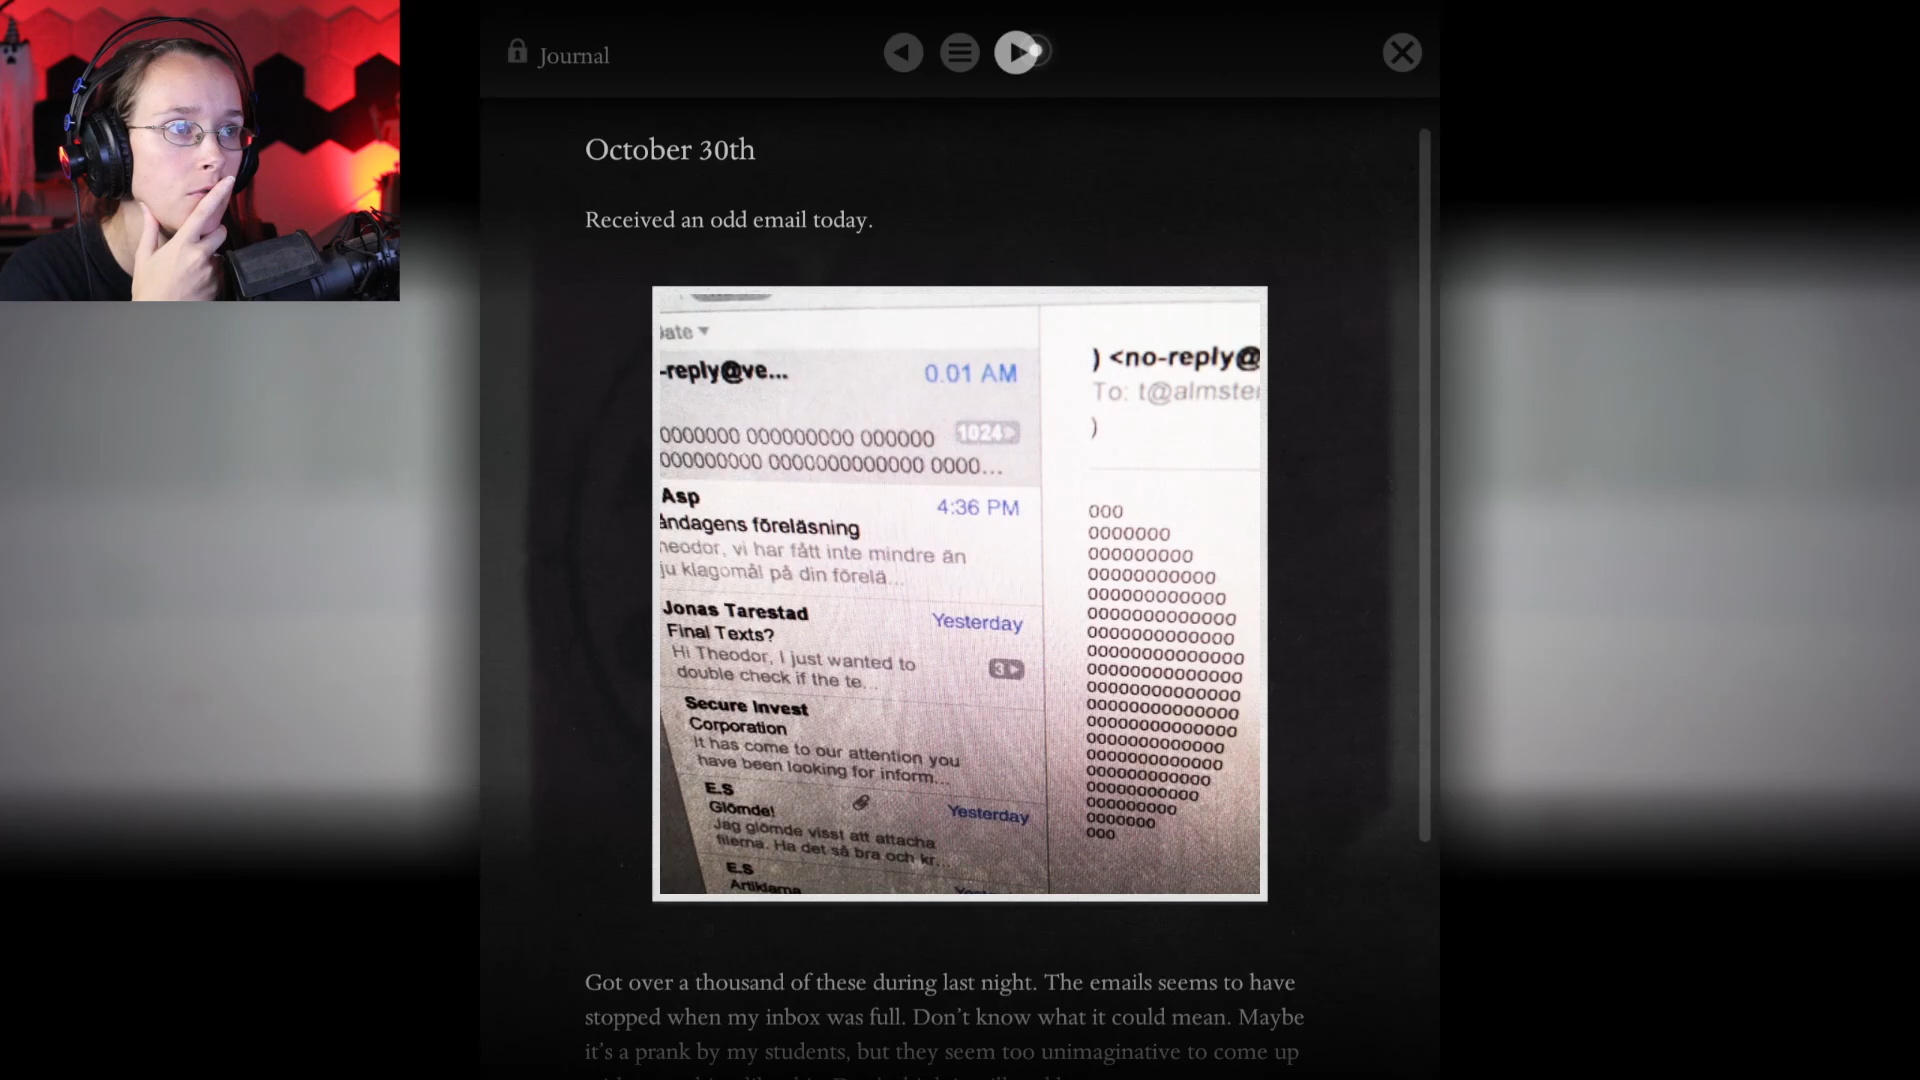 Journal
October 30th
Received an odd email today.
-reply@ve...
0.01 AM
0000000 000000000 000000
1024
000000000 0000000000000 0000...
Asp
4:36 PM
åndagens föreläsning
heodor, vi har fått inte mindre än
ju klagomål på din förelä...
Jonas Tarestad
Yesterday
Final Texts?
Hi Theodor, I just wanted to
double check if the te...
3
Secure Invest
Corporation
It has come to our attention you
have been looking for inform...
E.S
Yesterday
Glömde!
Jag glömde visst att attacha
filerna. Ha det så bra och kr...
E.S
Artiklarna
) <no-reply@
To: t@almster
)
000
0000000
000000000
00000000000
000000000000
0000000000000
0000000000000
00000000000000
00000000000000
00000000000000
00000000000000
00000000000000
0000000000000
0000000000000
000000000000
00000000000
000000000
0000000
000
Got over a thousand of these during last night. The emails seems to have
stopped when my inbox was full. Don't know what it could mean. Maybe
it's a prank by my students, but they seem too unimaginative to come up